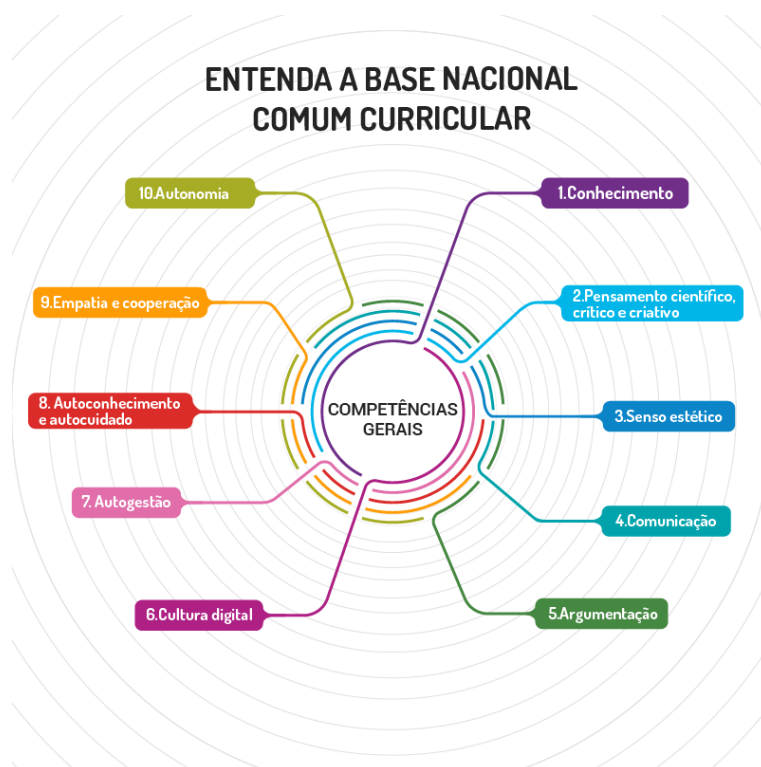 ENTENDA A BASE NACIONAL
COMUM CURRICULAR
1.Conhecimento
2.Pensamento científico,
crítico e criativo
3.Senso estético
4.Comunicação
5.Argumentação
6.Cultura digital
7. Autogestão
8. Autoconhecimento
e autocuidado
9.Empatia e cooperação
10.Autonomia
COMPETÊNCIAS
GERAIS